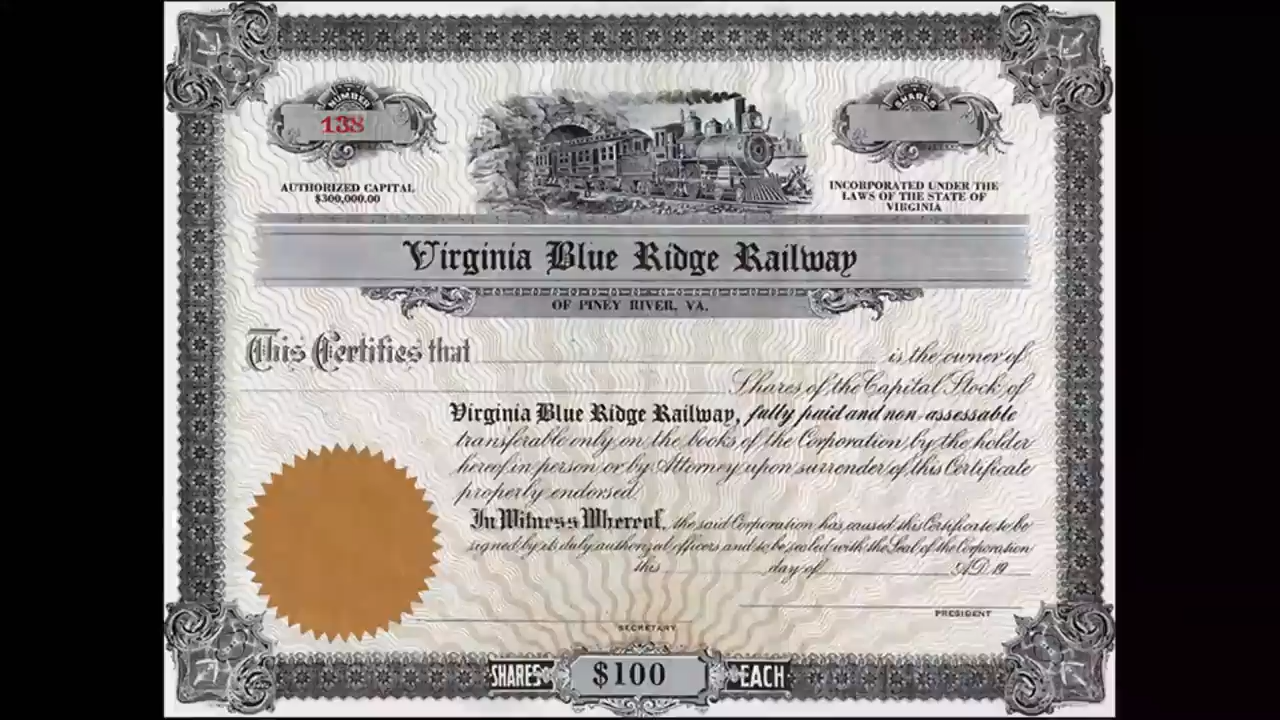 NUMBER
138
AUTHORIZED CAPITAL
$300,000.00
SHARES
INCORPORATED UNDER THE
LAWS OF THE STATE OF
VIRGINIA
Virginia Blue Ridge Railway
OF PINEY RIVER, VA.
This Certifies that is the owner of
Shares of the Capital Stock of
Virginia Blue Ridge Railway, fully paid and non-assessable
transferable only on the books of the Corporation by the holder
hereof in person or by Attorney upon surrender of this Certificate
properly endorsed.
In Witness Whereof, the said Corporation has caused this Certificate to be
signed by its duly authorized officers and to be sealed with the Seal of the Corporation
this day of A.D. 19
PRESIDENT
SECRETARY
SHARES $100 EACH